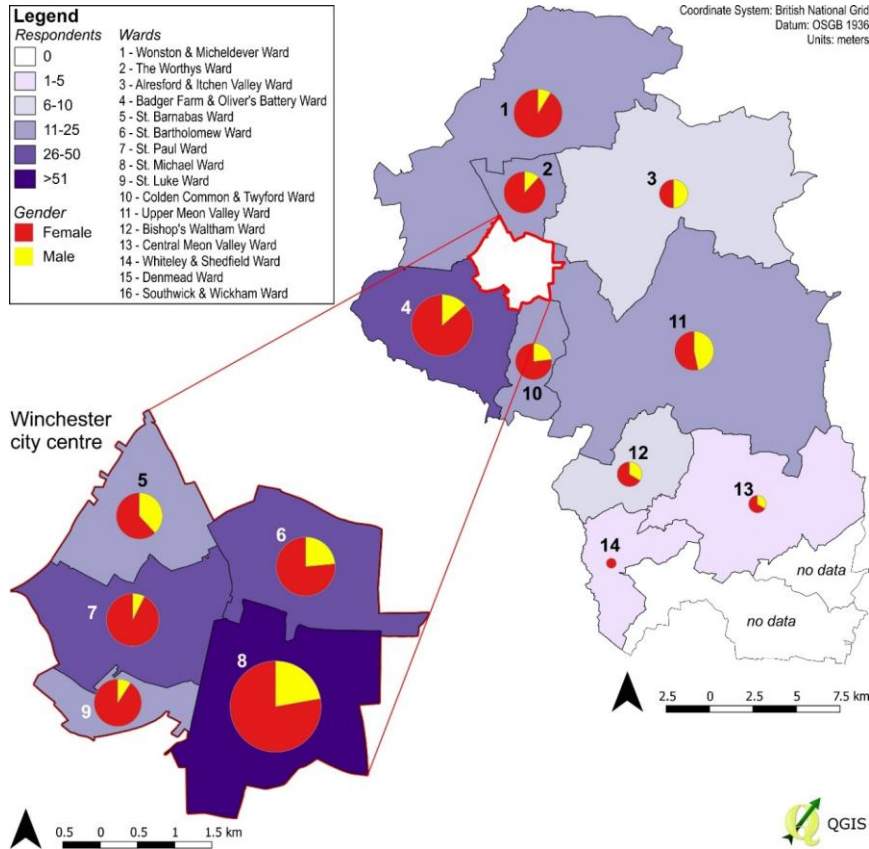 Legend
Respondents
0
1-5
6-10
11-25
26-50
>51
Gender
Female
Male
Wards
1 - Wonston & Micheldever Ward
2 - The Worthys Ward
3 - Alresford & Itchen Valley Ward
4 - Badger Farm & Oliver's Battery Ward
5 - St. Barnabas Ward
6 - St. Bartholomew Ward
7 - St. Paul Ward
8 - St. Michael Ward
9 - St. Luke Ward
10 - Colden Common & Twyford Ward
11 - Upper Meon Valley Ward
12 - Bishop's Waltham Ward
13 - Central Meon Valley Ward
14 - Whiteley & Shedfield Ward
15 - Denmead Ward
16 - Southwick & Wickham Ward
Coordinate System: British National Grid
Datum: OSGB 1936
Units: meters
1
2
3
4
10
11
12
13
14
no data
no data
2.5 0 2.5 5 7.5 km
Winchester
city centre
5
6
7
8
9
0.5 0 0.5 1 1.5 km
QGIS